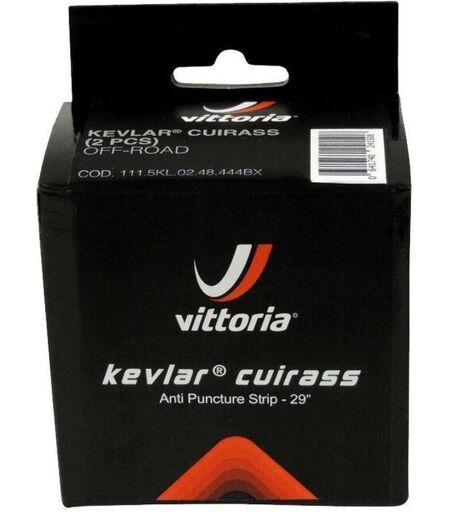 vittoria®
KEVLAR® CUIRASS
(2 PCS)
OFF-ROAD
COD. 111.5KL.02.48.444BX
vittoria®
kevlar® cuirass
Anti Puncture Strip - 29"